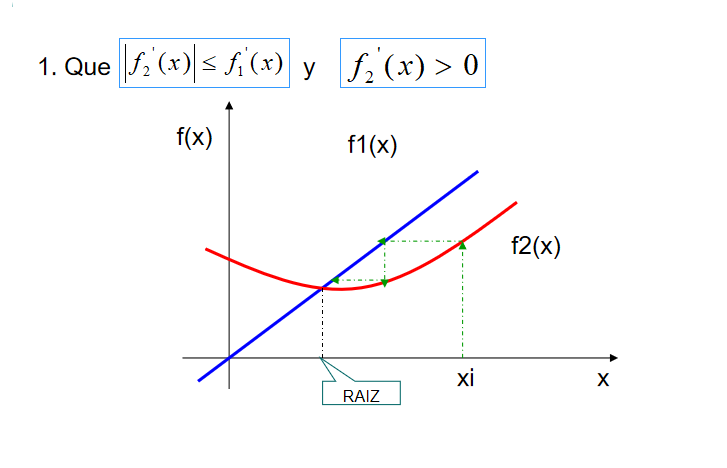 1. Que |f₂'(x)| ≤ f₁'(x) y f₂'(x) > 0
f(x)
f1(x)
f2(x)
xi
x
RAIZ